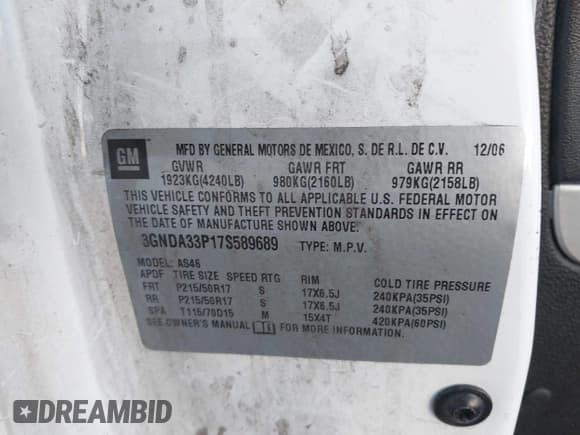 GM
MFD BY GENERAL MOTORS DE MEXICO, S. DE R.L. DE C.V. 12/06
GVWR GAWR FRT GAWR RR
1923KG(4240LB) 980KG(2160LB) 979KG(2158LB)
THIS VEHICLE CONFORMS TO ALL APPLICABLE U.S. FEDERAL MOTOR
VEHICLE SAFETY AND THEFT PREVENTION STANDARDS IN EFFECT ON
THE DATE OF MANUFACTURE SHOWN ABOVE.
3GNDA33P17S589689 TYPE: M.P.V.
MODEL: AS46
APDF TIRE SIZE SPEED RTG RIM COLD TIRE PRESSURE
FRT P215/50R17 S 17X6.5J 240KPA(35PSI)
RR P215/50R17 S 17X6.5J 240KPA(35PSI)
SPA T115/70D15 M 15X4T 420KPA(60PSI)
SEE OWNER'S MANUAL FOR MORE INFORMATION.
DREAMBID